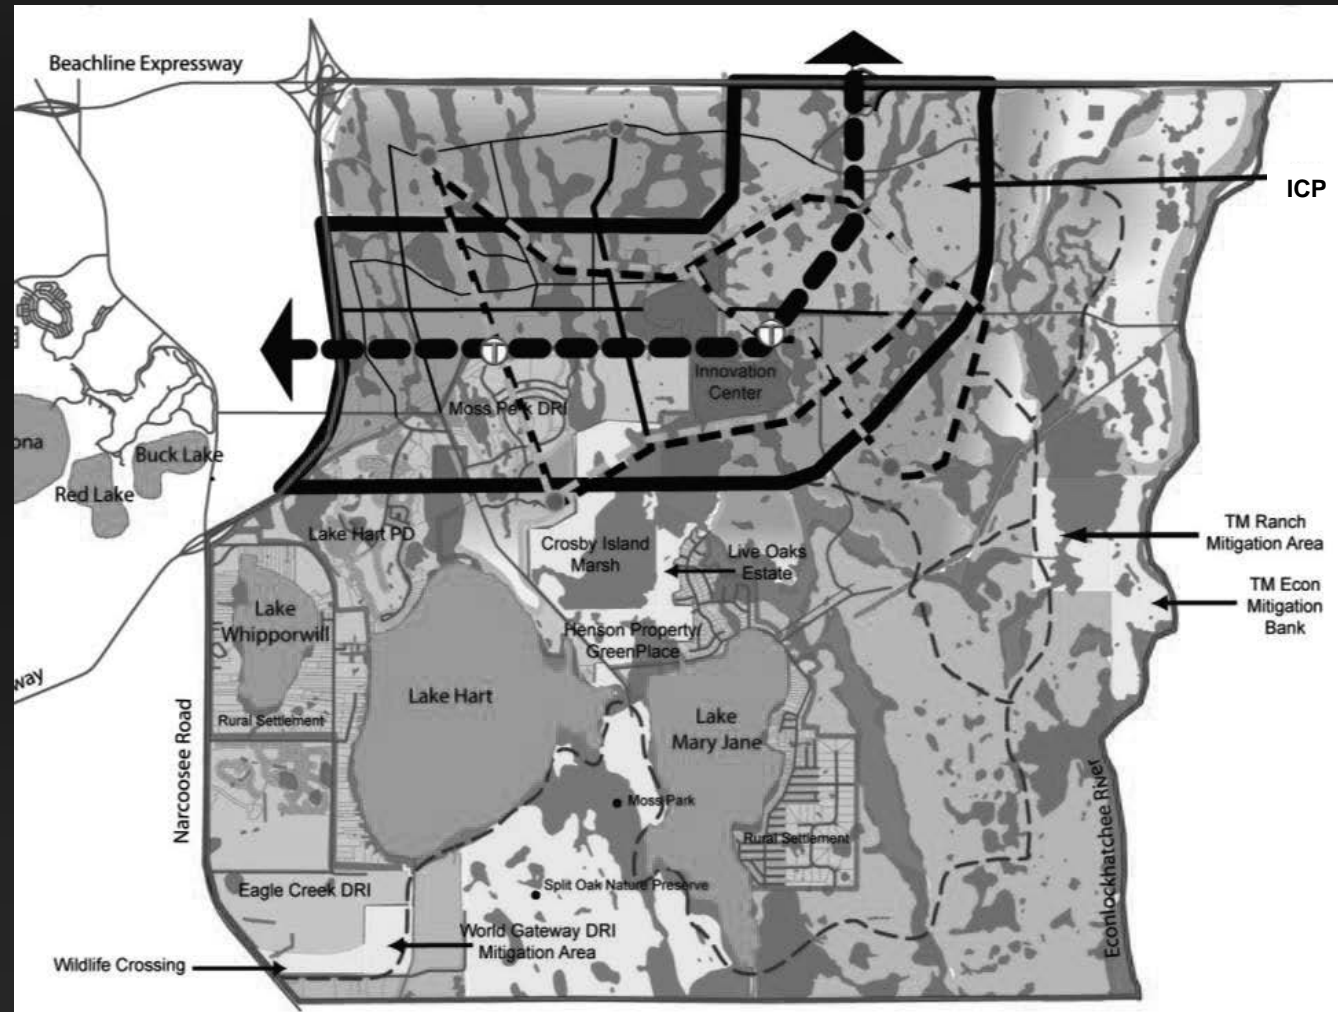 Beachline Expressway
ICP
T
T
Innovation
Center
Moss Park DRI
ona
Buck Lake
Red Lake
Lake Hart PD
Crosby Island
Marsh
Live Oaks
Estate
TM Ranch
Mitigation Area
TM Econ
Mitigation
Bank
Lake
Whipporwill
Henson Property/
GreenPlace
way
Lake Hart
Lake
Mary Jane
Rural Settlement
Narcoosee Road
Moss Park
Rural Settlement
Econlockhatchee River
Eagle Creek DRI
Split Oak Nature Preserve
World Gateway DRI
Mitigation Area
Wildlife Crossing